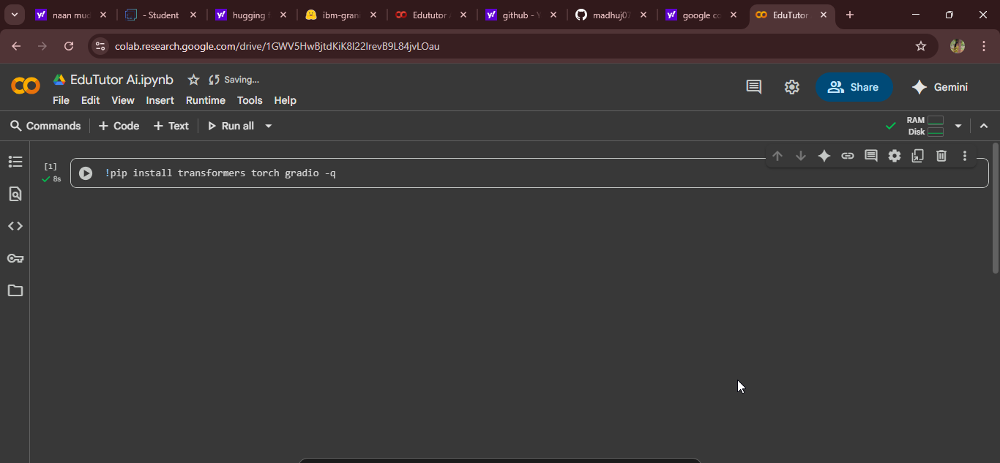 naan mud
- Student
hugging f
ibm-grani
Edututor A
github - Y
madhuj07
google co
EduTutor
colab.research.google.com/drive/1GWV5HwBjtdKiK8I22IrevB9L84jvLOau
EduTutor Ai.ipynb
Saving...
File Edit View Insert Runtime Tools Help
Share
Gemini
Commands + Code + Text Run all
RAM
Disk
[1]
8s
!pip install transformers torch gradio -q